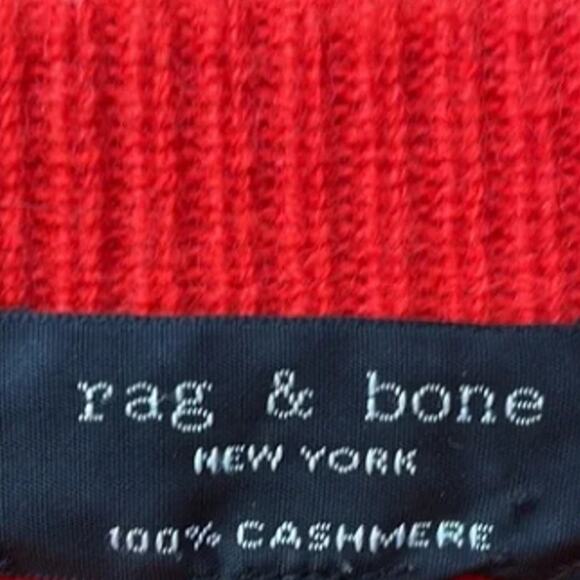 rag & bone
NEW YORK
100% CASHMERE